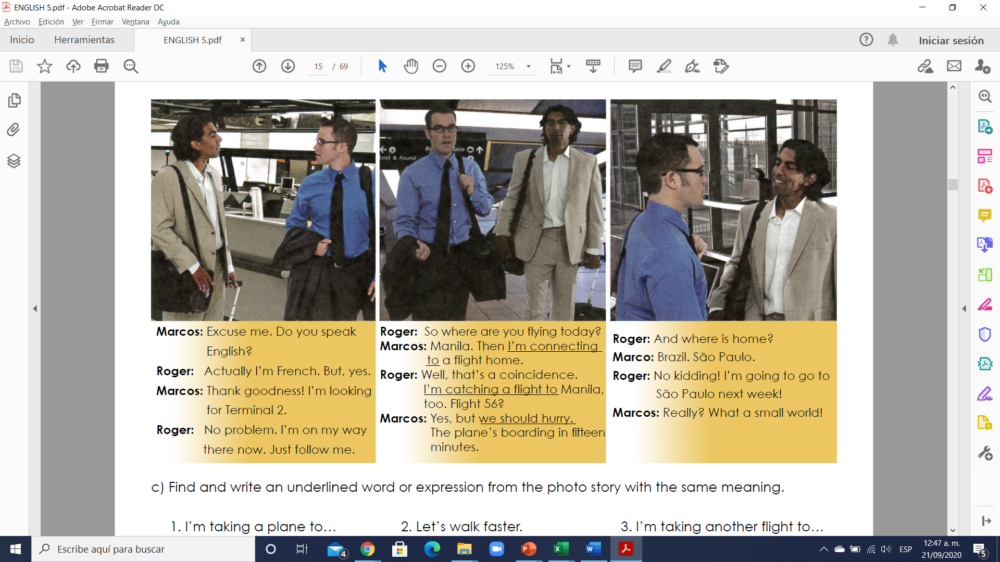 ENGLISH 5.pdf - Adobe Acrobat Reader DC
Archivo Edición Ver Firmar Ventana Ayuda
Inicio Herramientas ENGLISH 5.pdf × Iniciar sesión
15 / 69 125%
Lost & Found
Marcos: Excuse me. Do you speak
English?
Roger: Actually I'm French. But, yes.
Marcos: Thank goodness! I'm looking
for Terminal 2.
Roger: No problem. I'm on my way
there now. Just follow me.
Roger: So where are you flying today?
Marcos: Manila. Then I'm connecting
to a flight home.
Roger: Well, that's a coincidence.
I'm catching a flight to Manila,
too. Flight 56?
Marcos: Yes, but we should hurry.
The plane's boarding in fifteen
minutes.
Roger: And where is home?
Marco: Brazil. São Paulo.
Roger: No kidding! I'm going to go to
São Paulo next week!
Marcos: Really? What a small world!
c) Find and write an underlined word or expression from the photo story with the same meaning.
1. I'm taking a plane to… 2. Let's walk faster. 3. I'm taking another flight to…
Escribe aquí para buscar
4
ESP
12:47 a. m.
21/09/2020
5